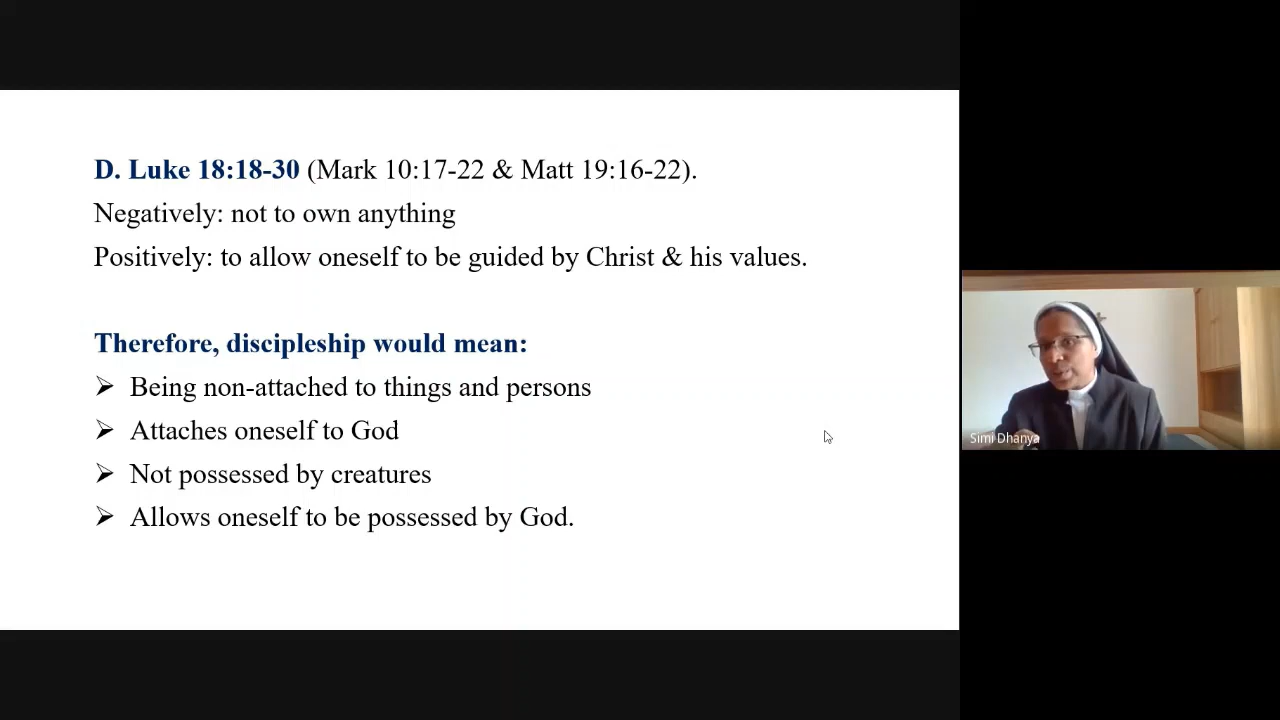 D. Luke 18:18-30 (Mark 10:17-22 & Matt 19:16-22).
Negatively: not to own anything
Positively: to allow oneself to be guided by Christ & his values.
Therefore, discipleship would mean:
➢ Being non-attached to things and persons
➢ Attaches oneself to God
➢ Not possessed by creatures
➢ Allows oneself to be possessed by God.
Simi Dhanya